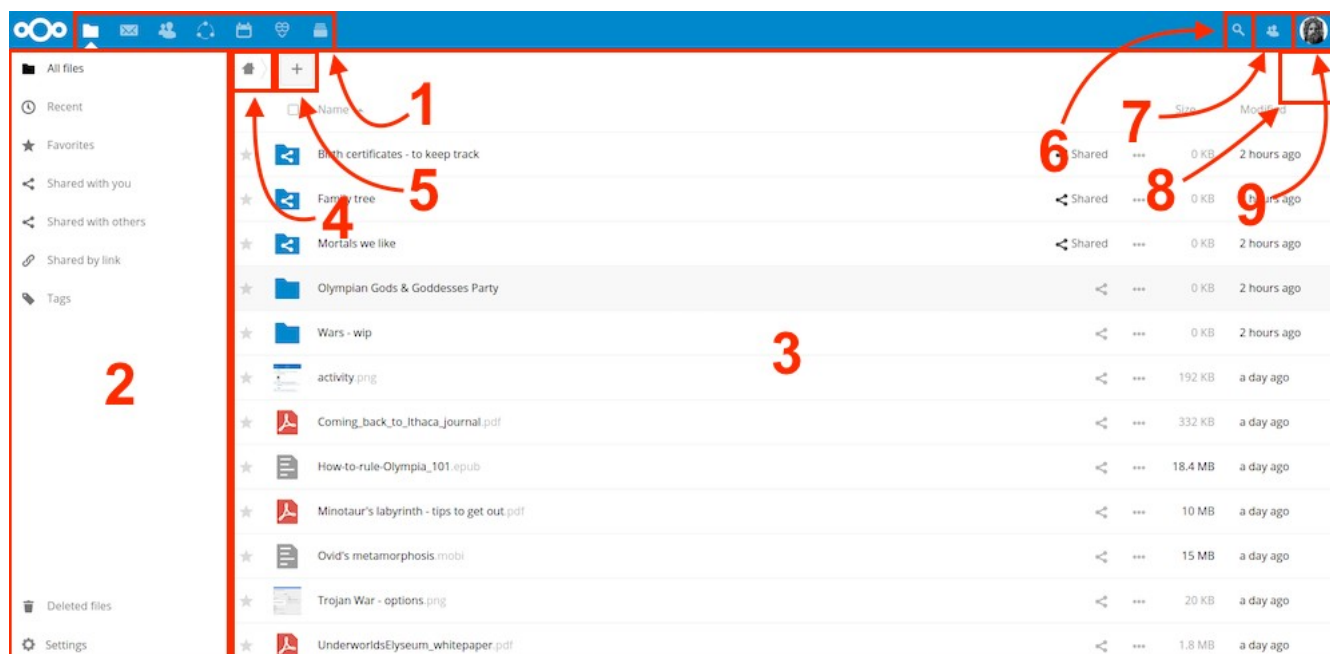 All files
Recent
Favorites
Shared with you
Shared with others
Shared by link
Tags
2
Deleted files
Settings
+
1
4
5
6
7
8
9
3
Name Size Modified
Birth certificates - to keep track Shared ... 0 KB 2 hours ago
Family tree Shared ... 0 KB hours ago
Mortals we like Shared ... 0 KB 2 hours ago
Olympian Gods & Goddesses Party ... 0 KB 2 hours ago
Wars - wip ... 0 KB 2 hours ago
activity.png ... 192 KB a day ago
Coming_back_to_Ithaca_journal.pdf ... 332 KB a day ago
How-to-rule-Olympia_101.epub ... 18.4 MB a day ago
Minotaur's labyrinth - tips to get out.pdf ... 10 MB a day ago
Ovid's metamorphosis.mobi ... 15 MB a day ago
Trojan War - options.png ... 20 KB a day ago
UnderworldsElyseum_whitepaper.pdf ... 1.8 MB a day ago